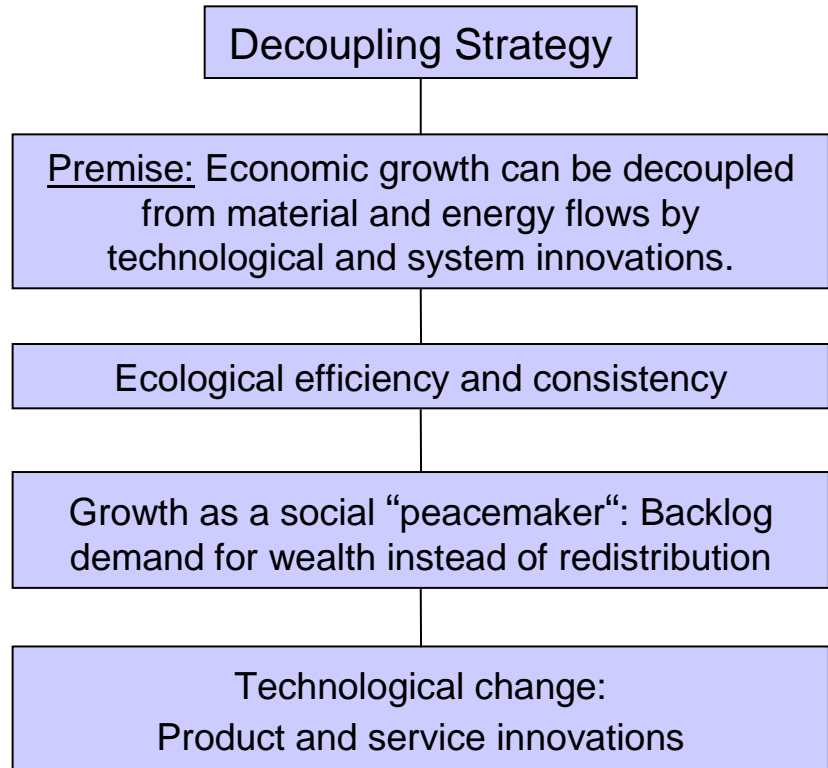 Decoupling Strategy
Premise: Economic growth can be decoupled
from material and energy flows by
technological and system innovations.
Ecological efficiency and consistency
Growth as a social “peacemaker“: Backlog
demand for wealth instead of redistribution
Technological change:
Product and service innovations